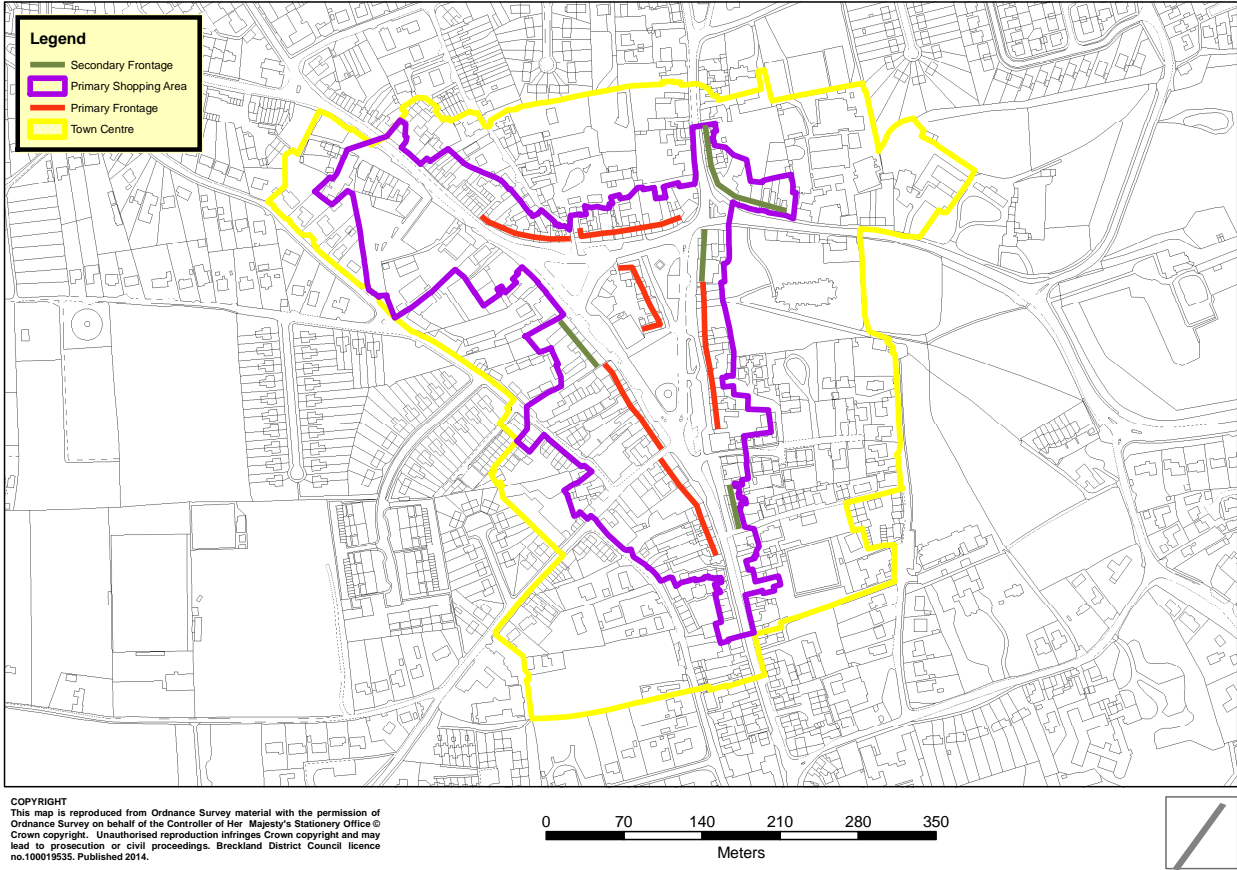 Legend
Secondary Frontage
Primary Shopping Area
Primary Frontage
Town Centre
COPYRIGHT
This map is reproduced from Ordnance Survey material with the permission of
Ordnance Survey on behalf of the Controller of Her Majesty's Stationery Office ©
Crown copyright. Unauthorised reproduction infringes Crown copyright and may
lead to prosecution or civil proceedings. Breckland District Council licence
no.100019535. Published 2014.
0 70 140 210 280 350
Meters